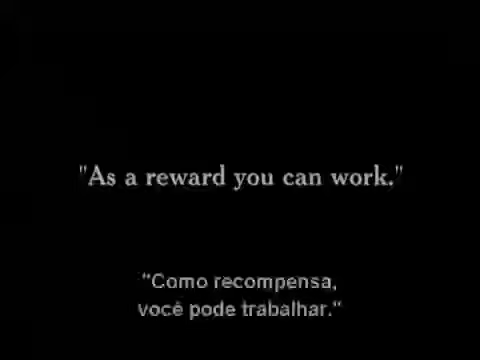 "As a reward you can work."
"Como recompensa,
você pode trabalhar."